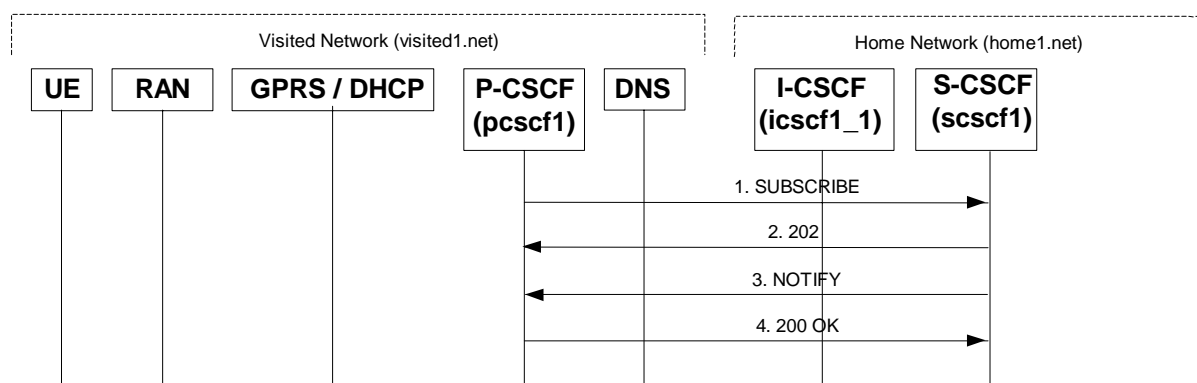 Visited Network (visited1.net)
Home Network (home1.net)
UE
RAN
GPRS / DHCP
P-CSCF
(pcscf1)
DNS
I-CSCF
(icscf1_1)
S-CSCF
(scscf1)
1. SUBSCRIBE
2. 202
3. NOTIFY
4. 200 OK